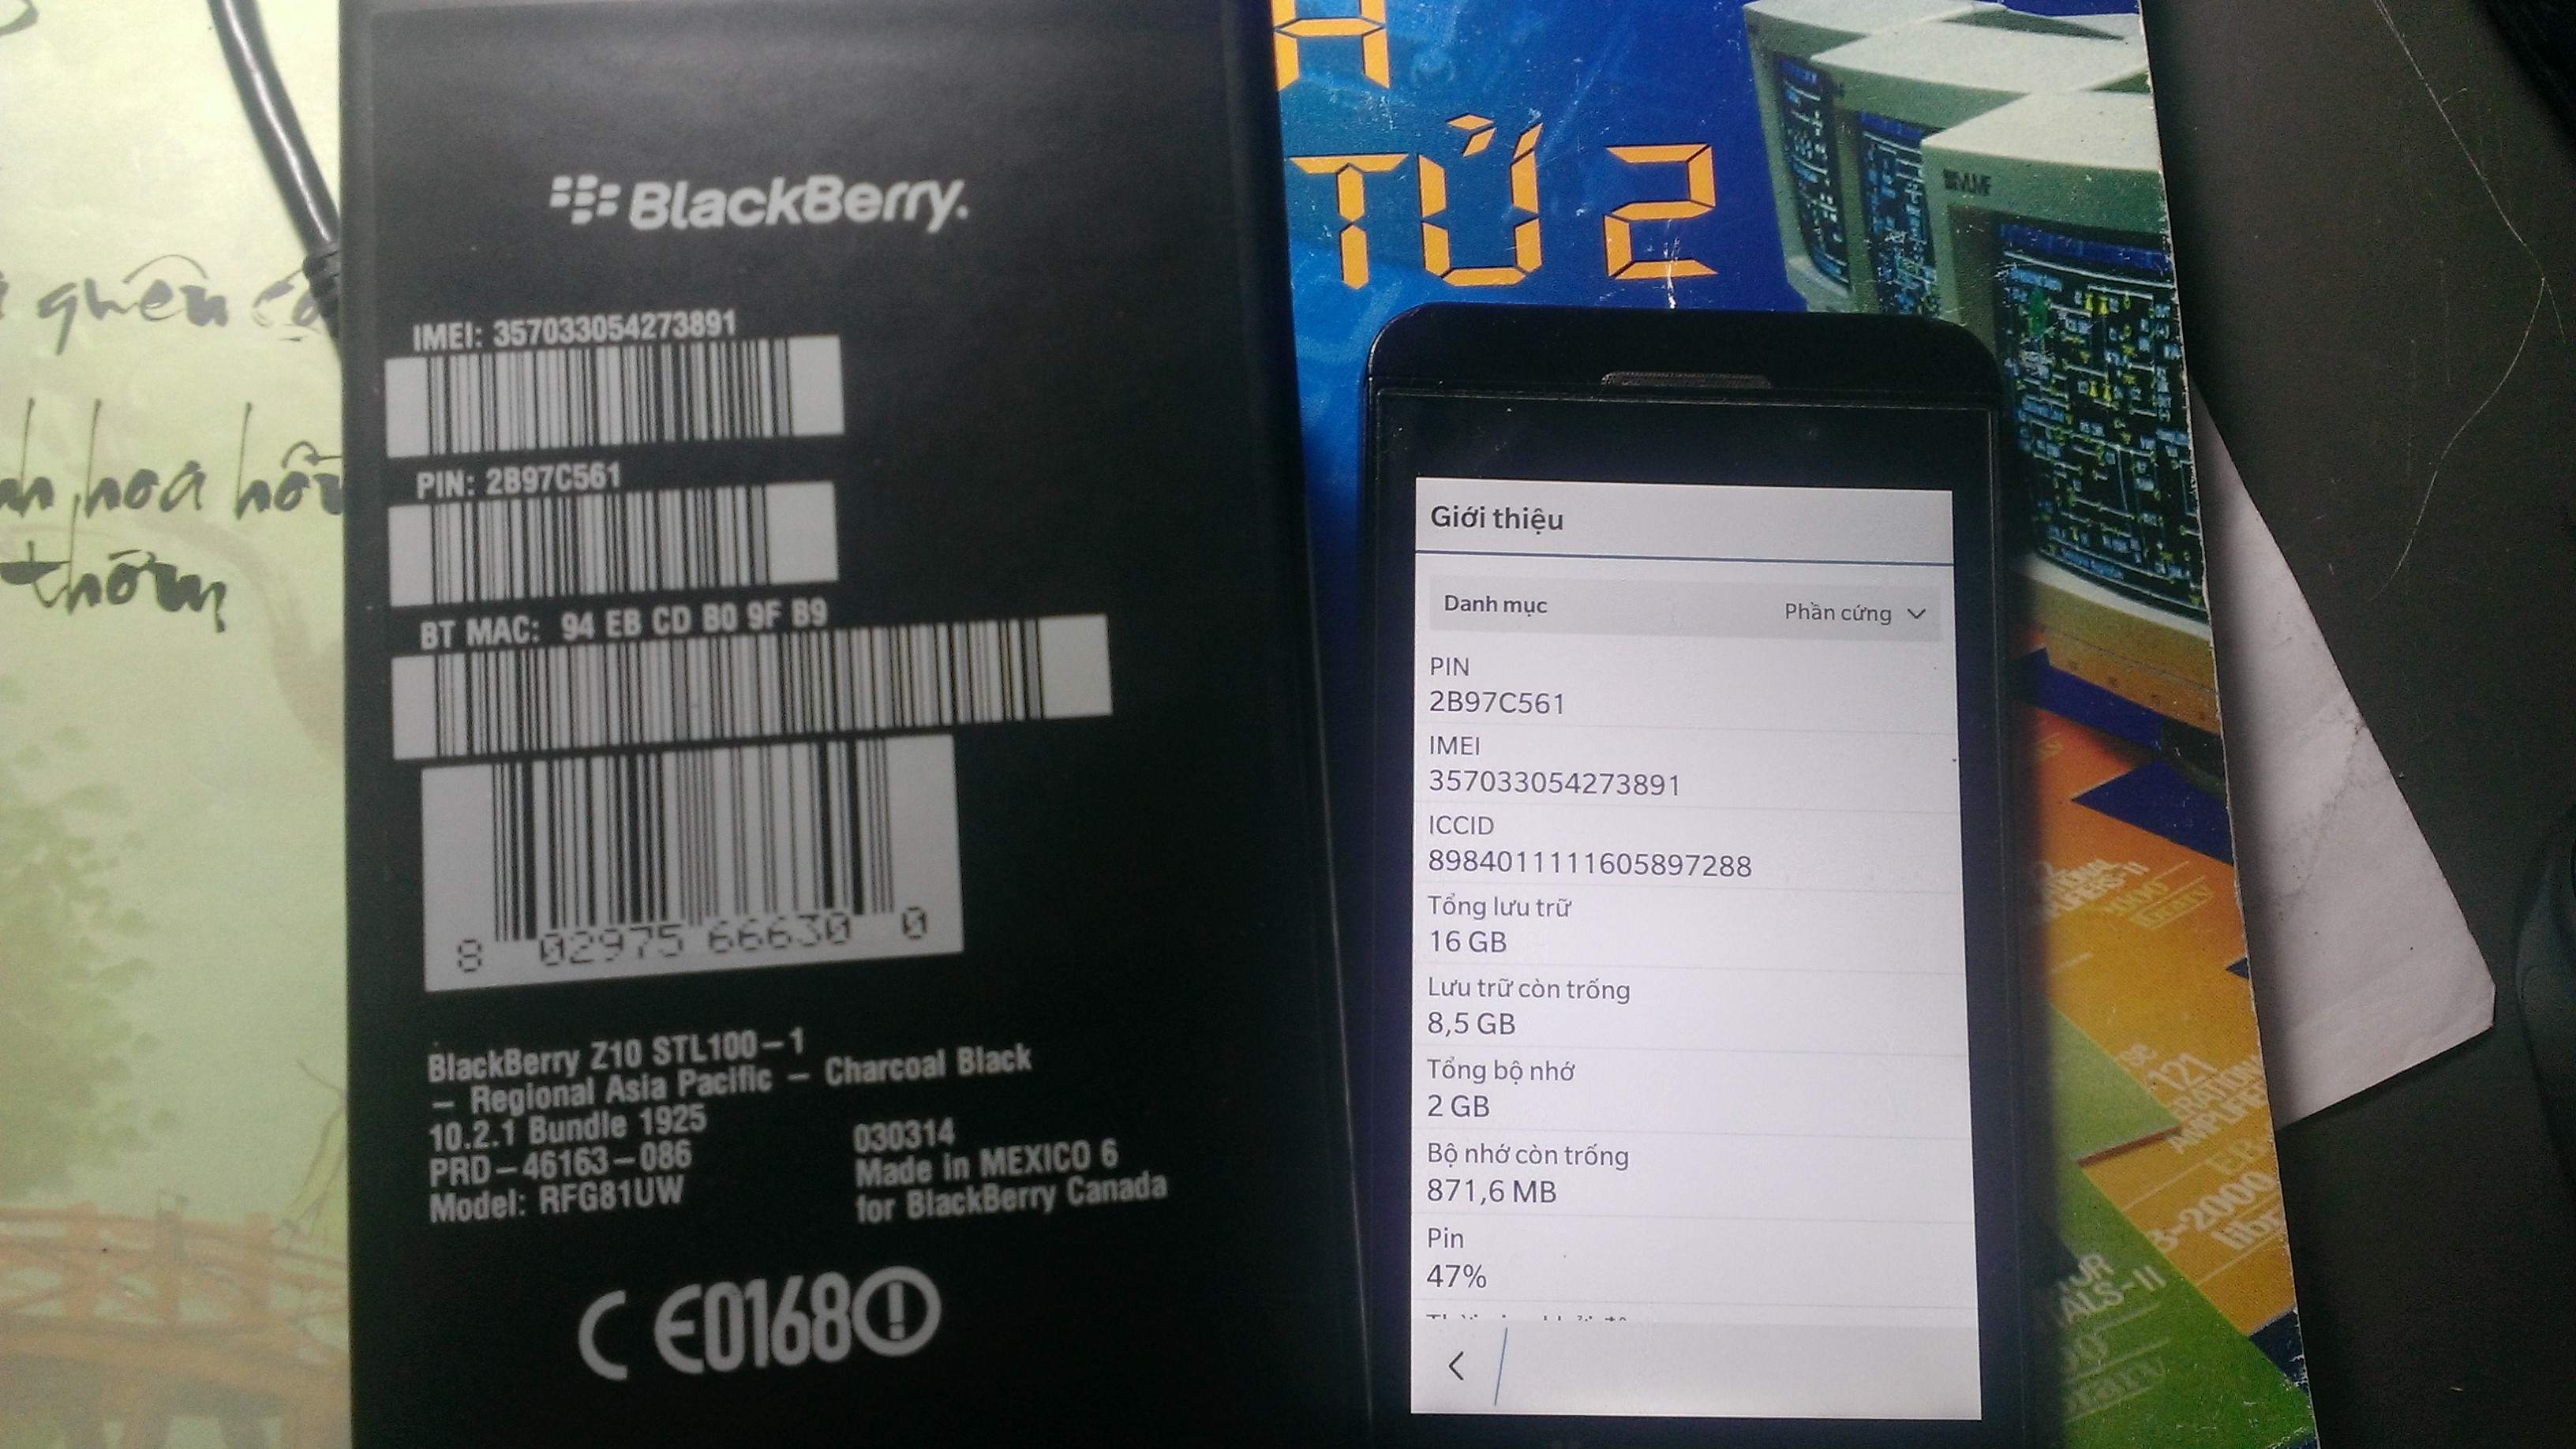 BlackBerry.
IMEI: 357033054273891
PIN: 2B97C561
BT MAC: 94 EB CD B0 9F B9
8 02975 66630 0
BlackBerry Z10 STL100-1
- Regional Asia Pacific - Charcoal Black
10.2.1 Bundle 1925
PRD-46163-086
Model: RFG81UW
030314
Made in MEXICO 6
for BlackBerry Canada
CE0168
TỬ 2
Giới thiệu
Danh mục Phần cứng
PIN
2B97C561
IMEI
357033054273891
ICCID
8984011111605897288
Tổng lưu trữ
16 GB
Lưu trữ còn trống
8,5 GB
Tổng bộ nhớ
2 GB
Bộ nhớ còn trống
871,6 MB
Pin
47%
hoa
thơm
121